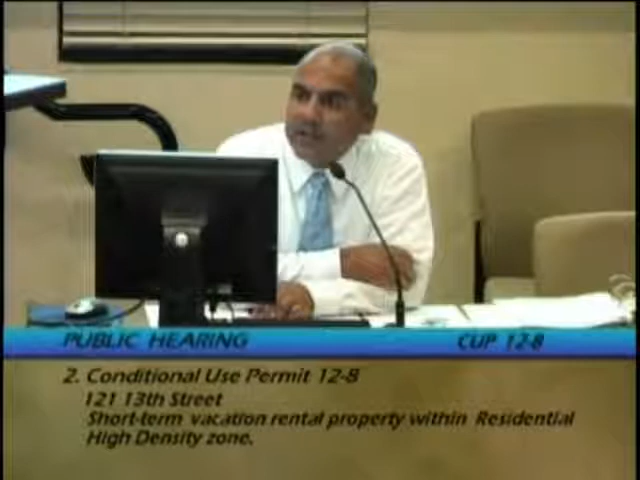 PUBLIC HEARING CUP 12-8
2. Conditional Use Permit 12-8
121 13th Street
Short-term vacation rental property within Residential
High Density zone.